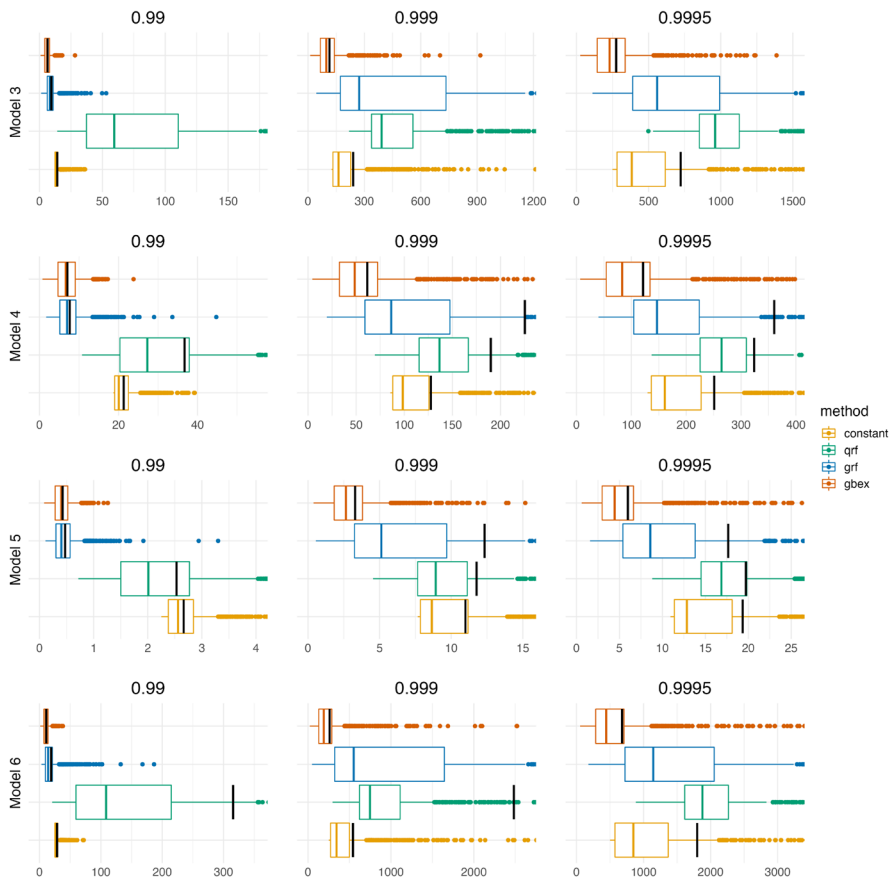 0.99 0.999 0.9995
Model 3
0 50 100 150 0 300 600 900 1200 0 500 1000 1500
0.99 0.999 0.9995
Model 4
0 20 40 0 50 100 150 200 0 100 200 300 400
method
constant
qrf
grf
gbex
0.99 0.999 0.9995
Model 5
0 1 2 3 4 0 5 10 15 0 5 10 15 20 25
0.99 0.999 0.9995
Model 6
0 100 200 300 0 1000 2000 0 1000 2000 3000